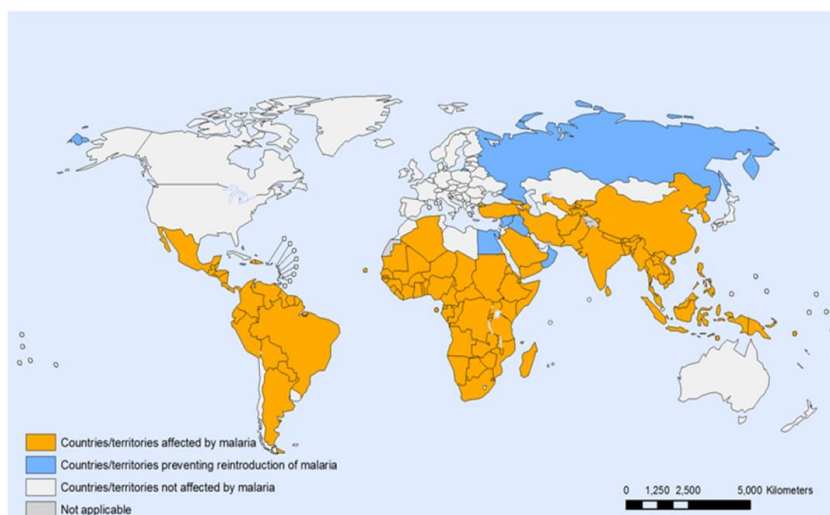 Countries/territories affected by malaria
Countries/territories preventing reintroduction of malaria
Countries/territories not affected by malaria
Not applicable
0 1,250 2,500 5,000 Kilometers